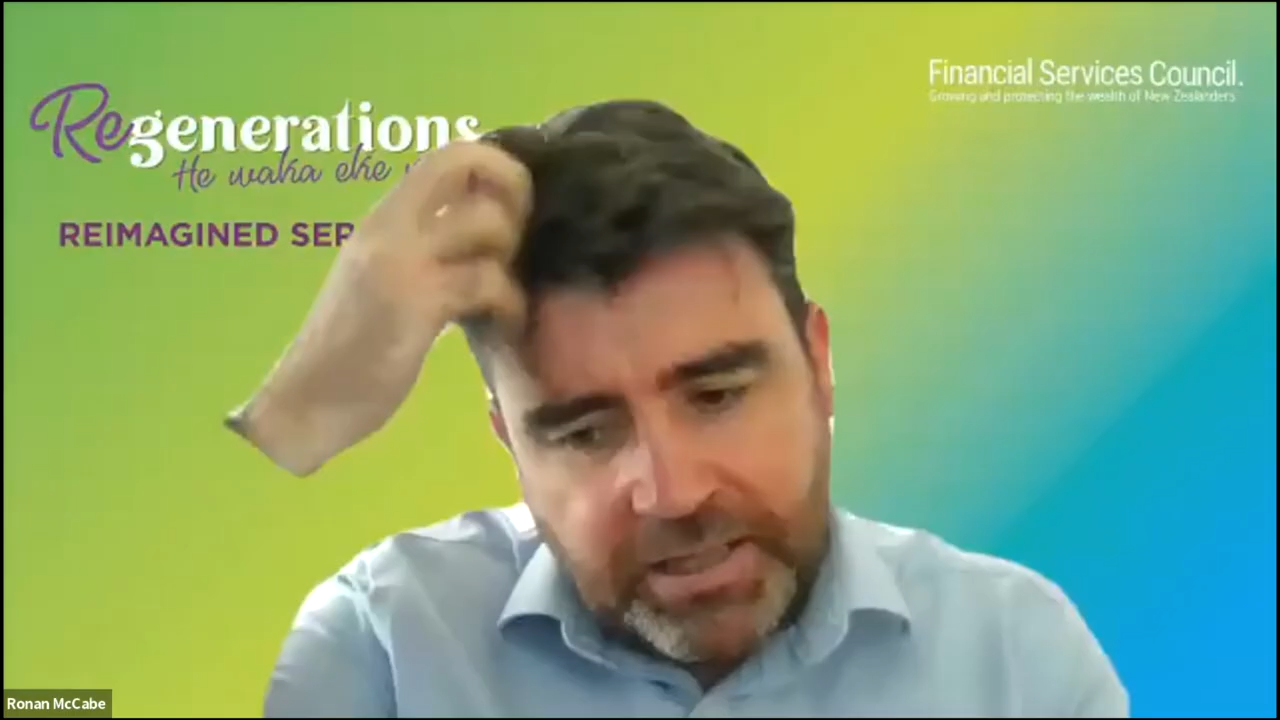 Regenerations
He waka eke
REIMAGINED SER
Financial Services Council.
Growing and protecting the wealth of New Zealanders
Ronan McCabe